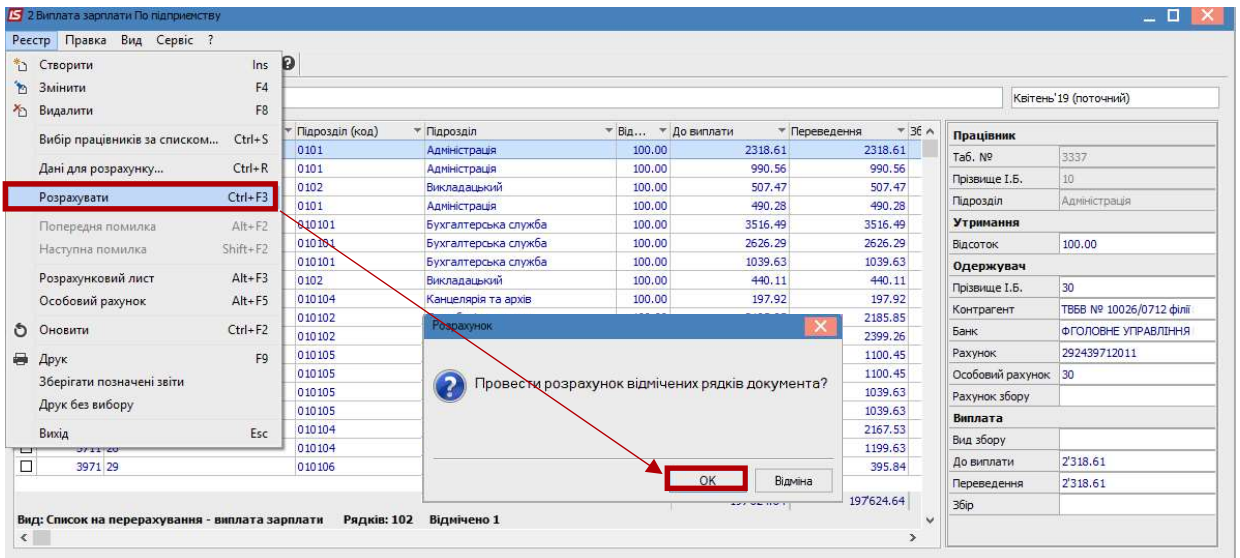 2 Виплата зарплати По підприємству
Реєстр Правка Вид Сервіс ?
Створити Ins
Змінити F4
Видалити F8
Вибір працівників за списком... Ctrl+S
Дані для розрахунку... Ctrl+R
Розрахувати Ctrl+F3
Попередня помилка Alt+F2
Наступна помилка Shift+F2
Розрахунковий лист Alt+F3
Особовий рахунок Alt+F5
Оновити Ctrl+F2
Друк F9
Зберігати позначені звіти
Друк без вибору
Вихід Esc
Квітень'19 (поточний)
Підрозділ (код) Підрозділ Від... До виплати Переведення Зб
0101 Адміністрація 100.00 2318.61 2318.61
0101 Адміністрація 100.00 990.56 990.56
0102 Викладацький 100.00 507.47 507.47
0101 Адміністрація 100.00 490.28 490.28
010101 Бухгалтерська служба 100.00 3516.49 3516.49
010101 Бухгалтерська служба 100.00 2626.29 2626.29
010101 Бухгалтерська служба 100.00 1039.63 1039.63
0102 Викладацький 100.00 440.11 440.11
010104 Канцелярія та архів 100.00 197.92 197.92
010102 2185.85
010102 2399.26
010105 1100.45
010105 1100.45
010105 1039.63
010105 1039.63
010104 2167.53
010104 1199.63
3971 29 010106 395.84
197'624.64
Вид: Список на перерахування - виплата зарплати Рядків: 102 Відмічено 1
Розрахунок
Провести розрахунок відмічених рядків документа?
OK Відміна
Працівник
Таб. № 3337
Прізвище І.Б. 10
Підрозділ Адміністрація
Утримання
Відсоток 100.00
Одержувач
Прізвище І.Б. 30
Контрагент ТВБВ № 10026/0712 філії
Банк ФГОЛОВНЕ УПРАВЛІННЯ
Рахунок 292439712011
Особовий рахунок 30
Рахунок збору
Виплата
Вид збору
До виплати 2'318.61
Переведення 2'318.61
Збір